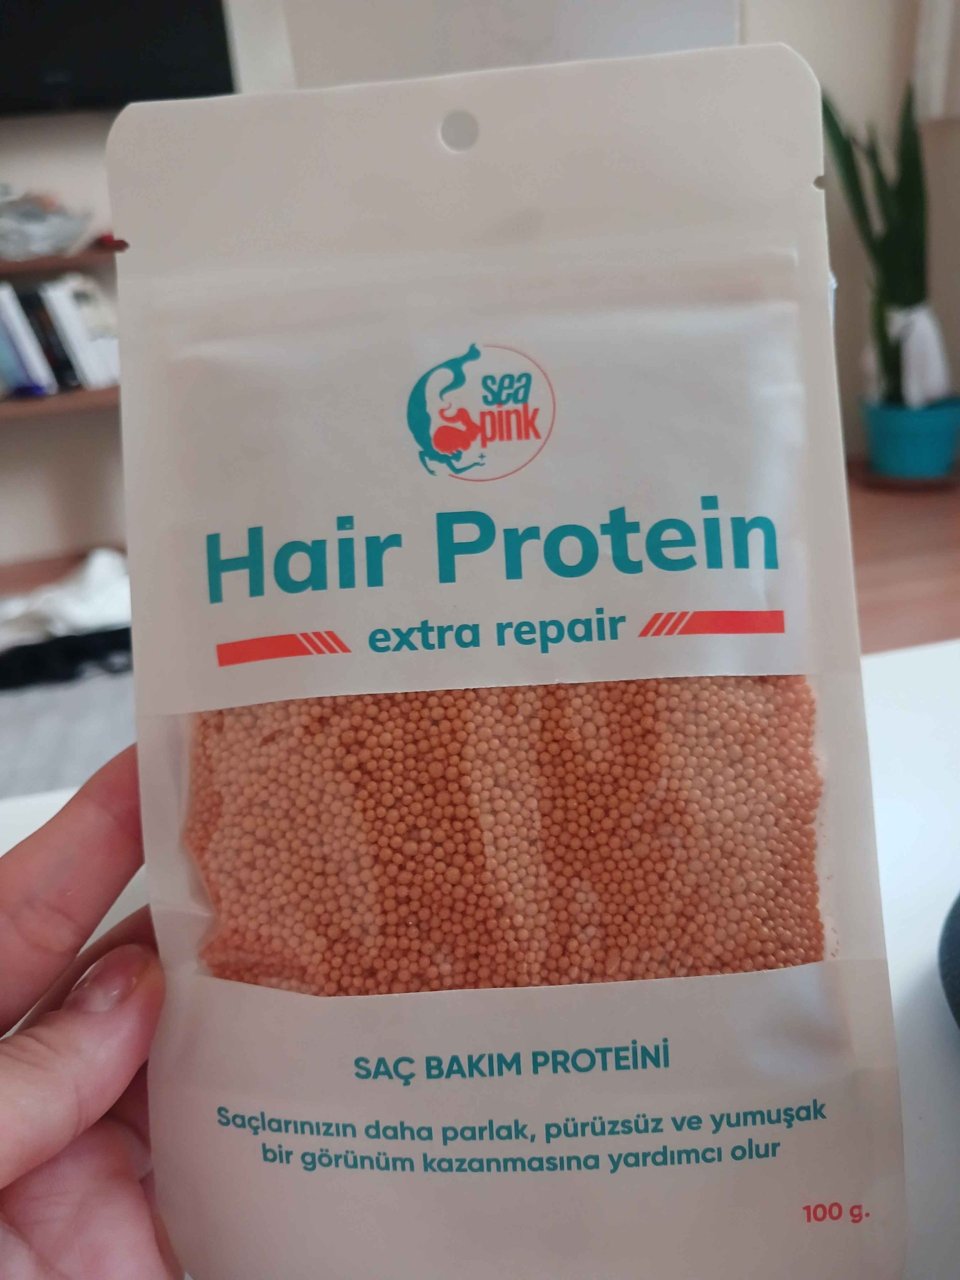 sea
pink
Hair Protein
extra repair
SAÇ BAKIM PROTEİNİ
Saçlarınızın daha parlak, pürüzsüz ve yumuşak
bir görünüm kazanmasına yardımcı olur
100 g.